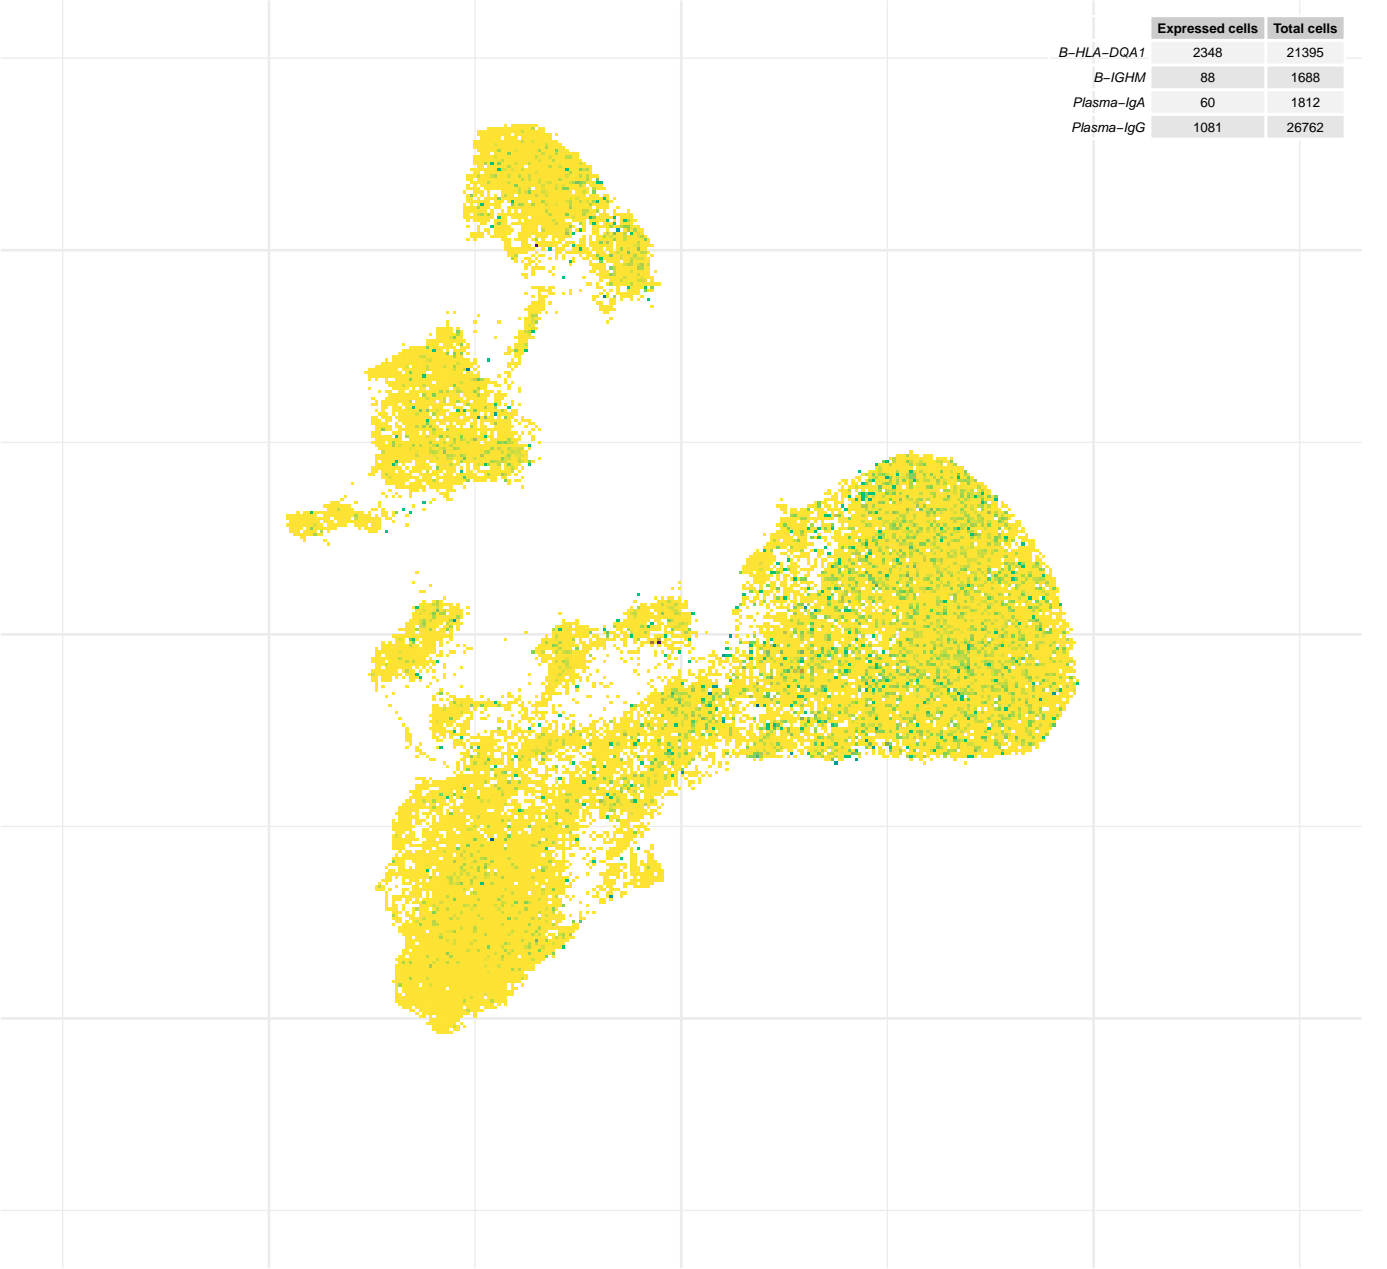 Expressed cells Total cells
B−HLA−DQA1 2348 21395
B−IGHM 88 1688
Plasma−IgA 60 1812
Plasma−IgG 1081 26762